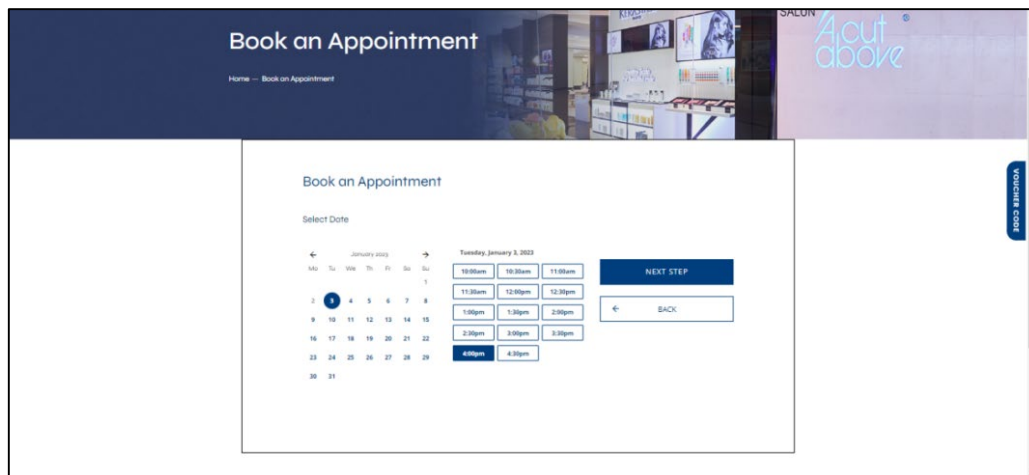 SALON
Book an Appointment
A cut
above
®
Home — Book an Appointment
VOUCHER CODE
Book an Appointment
Select Date
← January 2023 →
Mo Tu We Th Fr Sa Su
1
2 3 4 5 6 7 8
9 10 11 12 13 14 15
16 17 18 19 20 21 22
23 24 25 26 27 28 29
30 31
Tuesday, January 3, 2023
10:00am 10:30am 11:00am
11:30am 12:00pm 12:30pm
1:00pm 1:30pm 2:00pm
2:30pm 3:00pm 3:30pm
4:00pm 4:30pm
NEXT STEP
← BACK